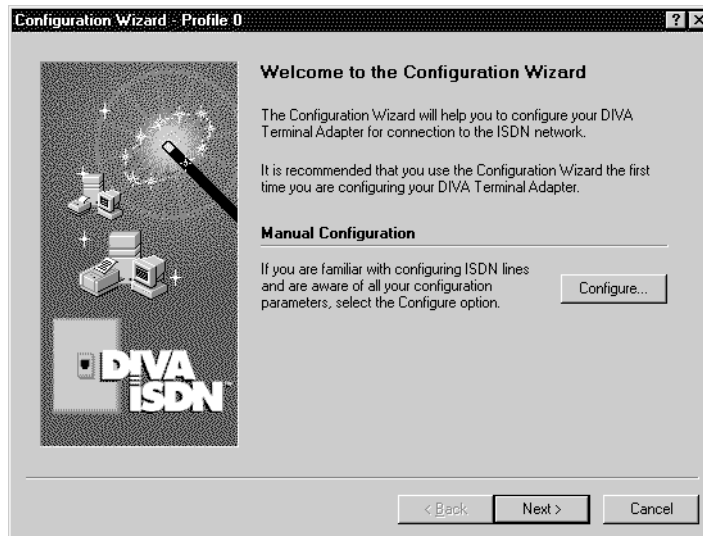 Configuration Wizard - Profile 0
Welcome to the Configuration Wizard
The Configuration Wizard will help you to configure your DIVA
Terminal Adapter for connection to the ISDN network.
It is recommended that you use the Configuration Wizard the first
time you are configuring your DIVA Terminal Adapter.
Manual Configuration
If you are familiar with configuring ISDN lines
and are aware of all your configuration
parameters, select the Configure option.
Configure...
DIVA
ISDN™
< Back
Next >
Cancel